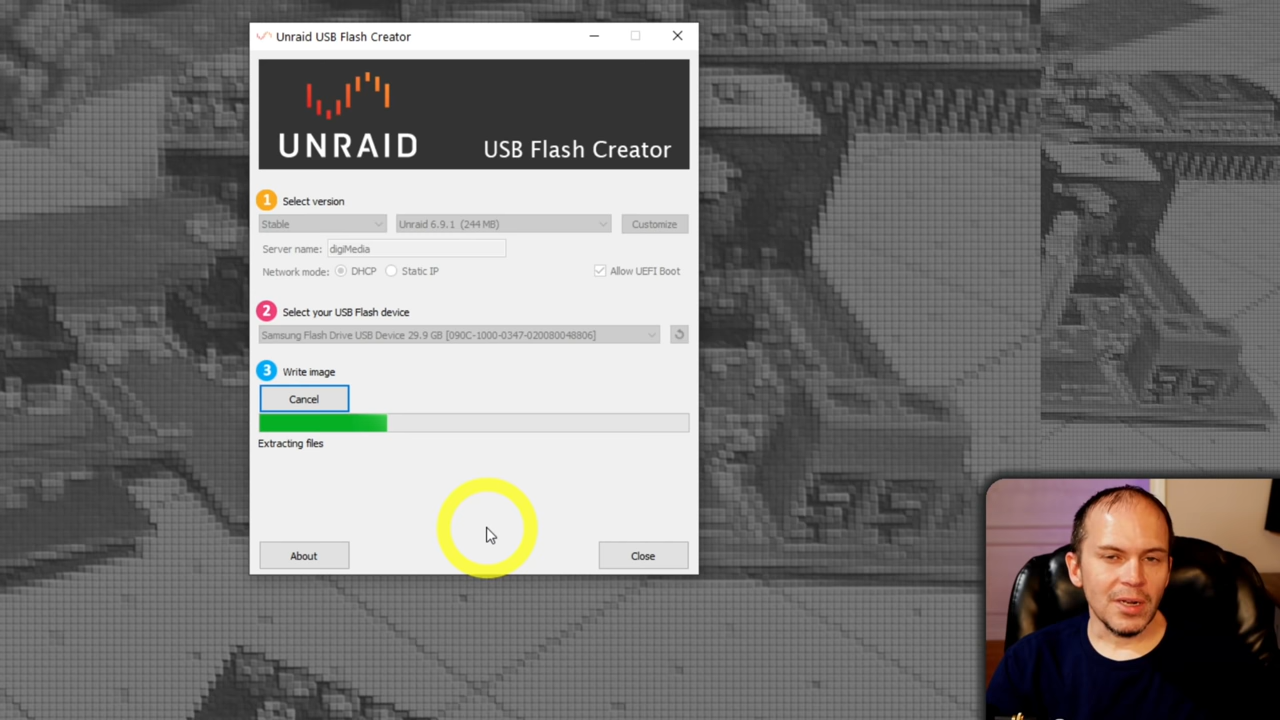 Unraid USB Flash Creator
UNRAID
USB Flash Creator
1 Select version
Stable
Unraid 6.9.1 (244 MB)
Customize
Server name: digiMedia
Network mode: DHCP Static IP
Allow UEFI Boot
2 Select your USB Flash device
Samsung Flash Drive USB Device 29.9 GB [090C-1000-0347-020080048806]
3 Write image
Cancel
Extracting files
About
Close